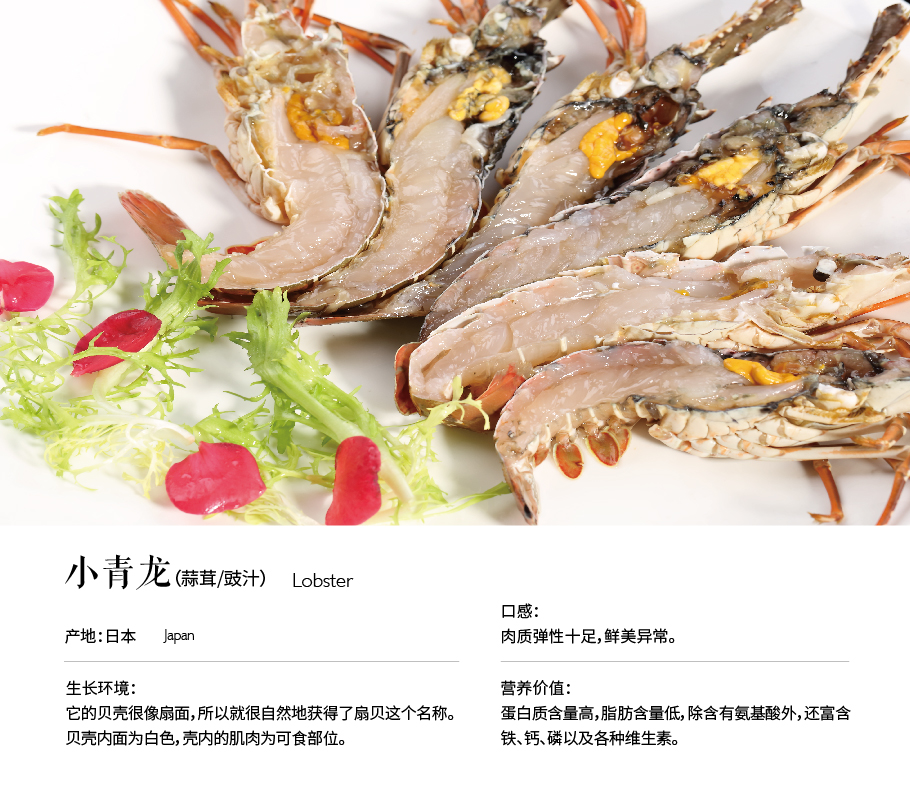 小青龙(蒜茸/豉汁) Lobster
产地:日本 Japan
生长环境:
它的贝壳很像扇面,所以就很自然地获得了扇贝这个名称。
贝壳内面为白色,壳内的肌肉为可食部位。
口感:
肉质弹性十足,鲜美异常。
营养价值:
蛋白质含量高,脂肪含量低,除含有氨基酸外,还富含
铁、钙、磷以及各种维生素。